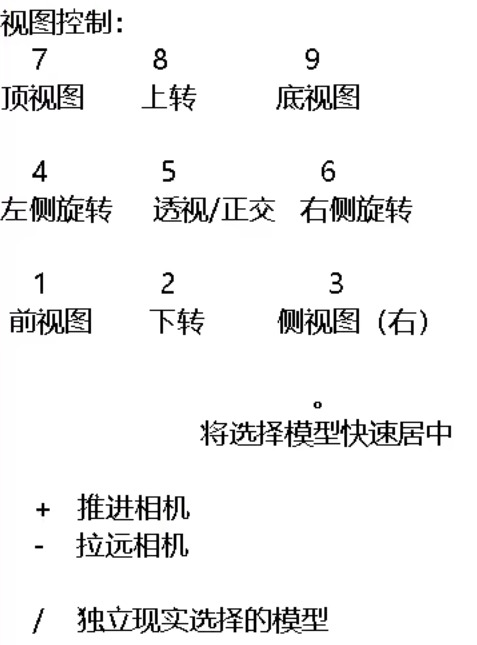 视图控制：
7 8 9
顶视图 上转 底视图
4 5 6
左侧旋转 透视/正交 右侧旋转
1 2 3
前视图 下转 侧视图（右）
。
将选择模型快速居中
+ 推进相机
- 拉远相机
/ 独立现实选择的模型